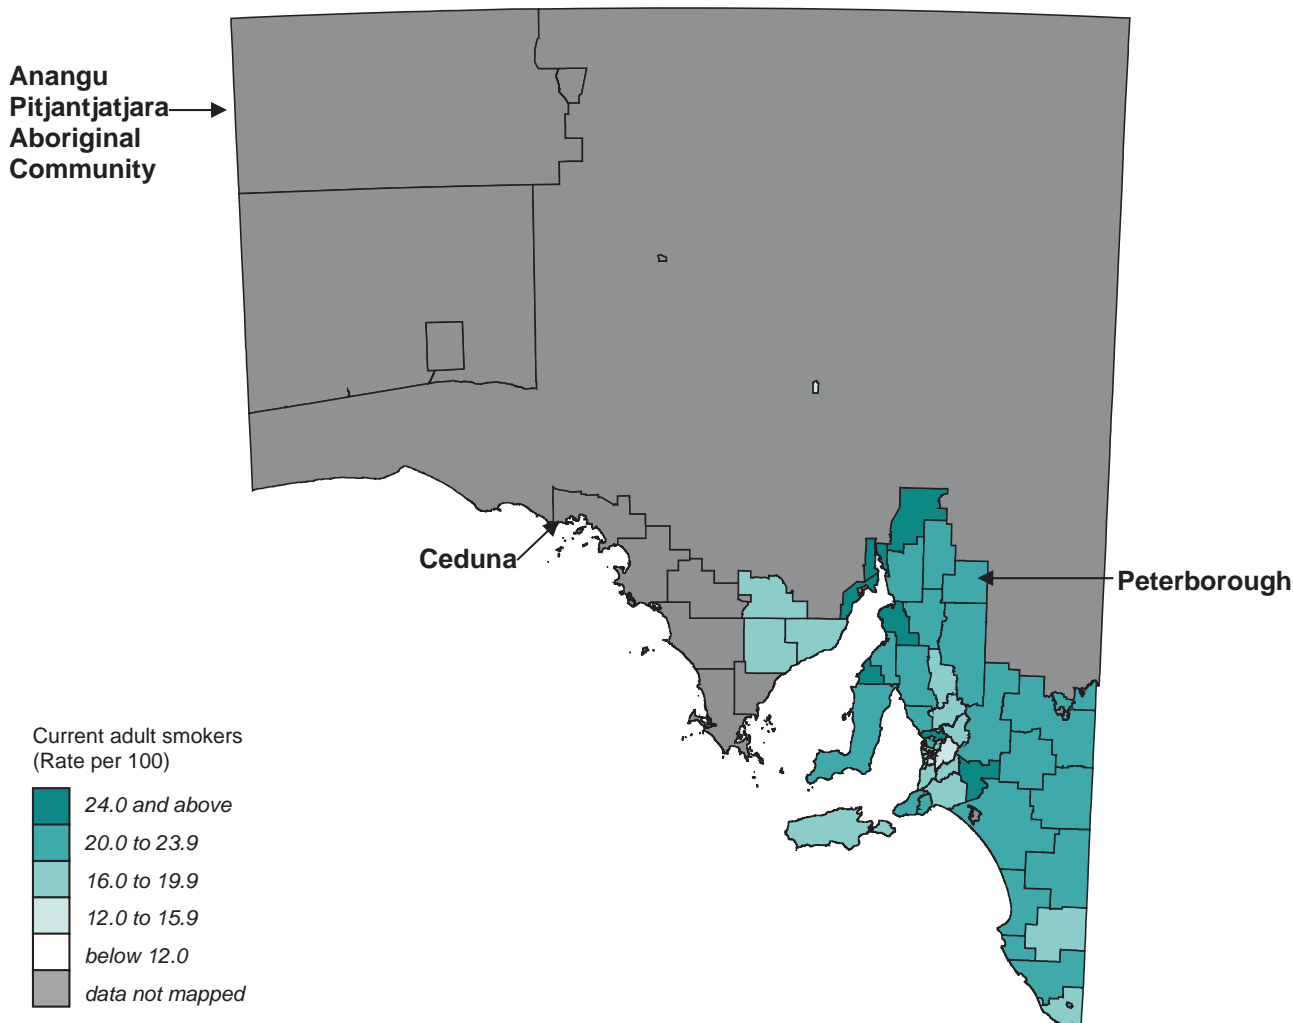 Anangu
Pitjantjatjara
Aboriginal
Community
Ceduna
Peterborough
Current adult smokers
(Rate per 100)
24.0 and above
20.0 to 23.9
16.0 to 19.9
12.0 to 15.9
below 12.0
data not mapped